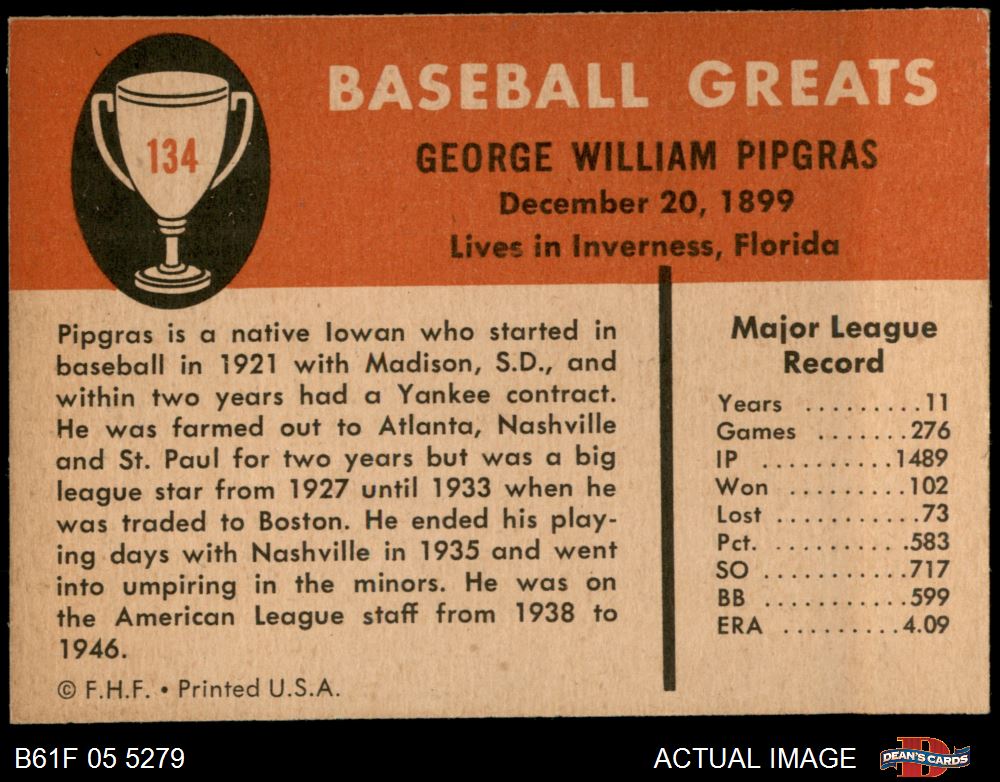 134
BASEBALL GREATS
GEORGE WILLIAM PIPGRAS
December 20, 1899
Lives in Inverness, Florida
Pipgras is a native Iowan who started in
baseball in 1921 with Madison, S.D., and
within two years had a Yankee contract.
He was farmed out to Atlanta, Nashville
and St. Paul for two years but was a big
league star from 1927 until 1933 when he
was traded to Boston. He ended his play-
ing days with Nashville in 1935 and went
into umpiring in the minors. He was on
the American League staff from 1938 to
1946.
© F.H.F. • Printed U.S.A.
Major League
Record
Years .........11
Games .......276
IP ..........1489
Won .........102
Lost ...........73
Pct. ..........583
SO ...........717
BB ...........599
ERA .........4.09
B61F 05 5279
ACTUAL IMAGE
D
DEAN'S CARDS